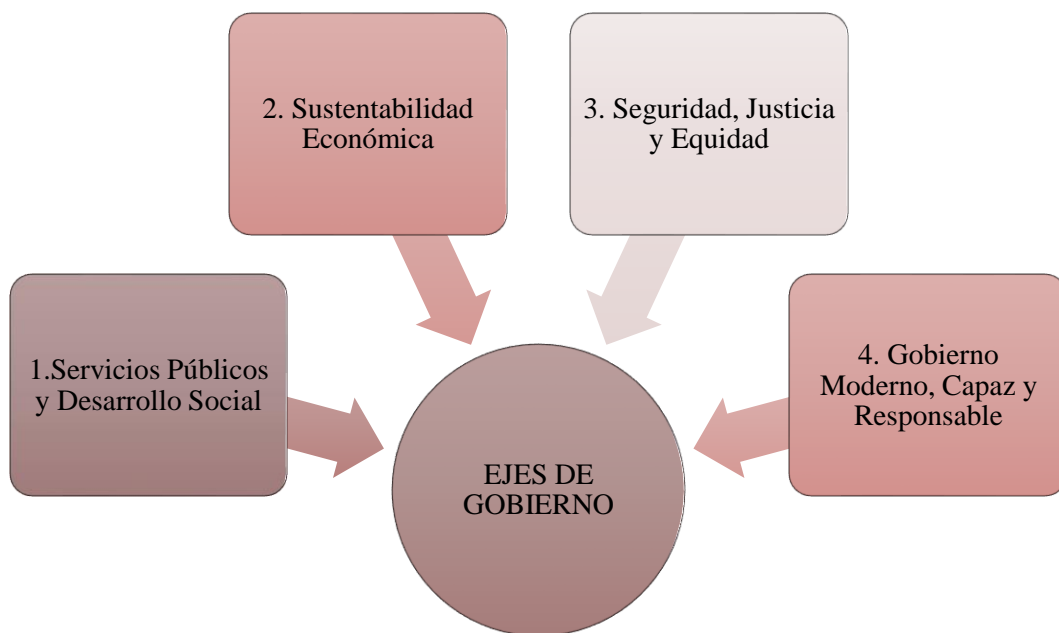 2. Sustentabilidad
Económica
3. Seguridad, Justicia
y Equidad
1.Servicios Públicos
y Desarrollo Social
4. Gobierno
Moderno, Capaz y
Responsable
EJES DE
GOBIERNO